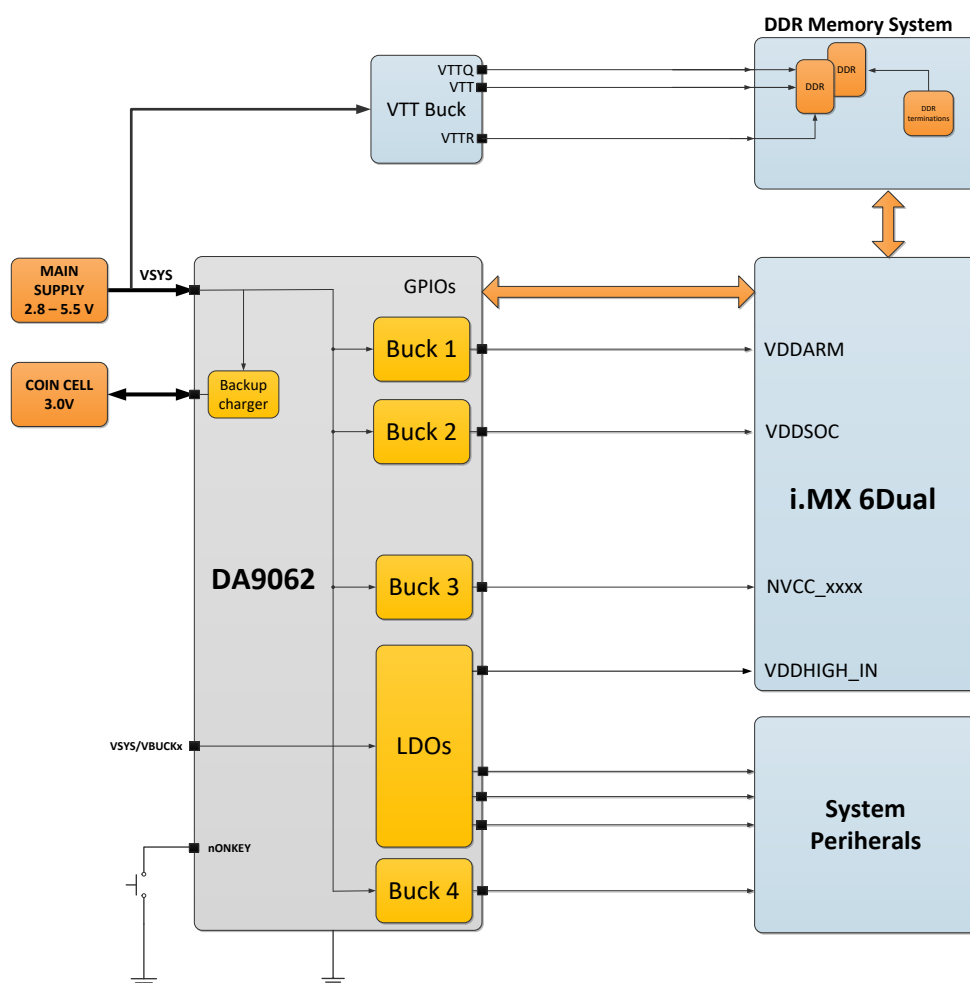 DDR Memory System
VTTQ
VTT
VTT Buck
VTTR
DDR
DDR
DDR
terminations
MAIN
SUPPLY
2.8 – 5.5 V
VSYS
GPIOs
Buck 1
VDDARM
COIN CELL
3.0V
Backup
charger
Buck 2
VDDSOC
i.MX 6Dual
DA9062
Buck 3
NVCC_xxxx
VDDHIGH_IN
VSYS/VBUCKx
LDOs
System
Periherals
nONKEY
Buck 4